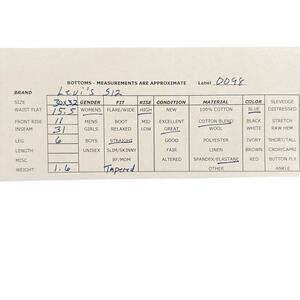 BOTTOMS - MEASUREMENTS ARE APPROXIMATE Label 0098
BRAND Levi's 512
SIZE 30x32 GENDER FIT RISE CONDITION MATERIAL COLOR SLEVEDGE
WAIST FLAT 15.5 WOMENS FLARE/WIDE HIGH NEW 100% COTTON BLUE DISTRESSED
FRONT RISE 11 MENS BOOT MID EXCELLENT COTTON BLEND BLACK STRETCH
INSEAM 31 GIRLS RELAXED LOW GREAT WOOL WHITE RAW HEM
LEG 6 BOYS STRAIGHT GOOD POLYESTER IVORY SHORT/TALL
LENGTH UNISEX SLIM/SKINNY FAIR LINEN BROWN CROP/CAPRI
MISC BF/MOM ALTERED SPANDEX/ELASTANE RED BUTTON FLY
WEIGHT 1.6 Tapered OTHER ANKLE